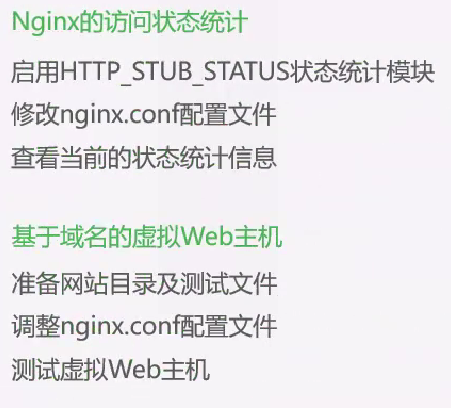 Nginx的访问状态统计
启用HTTP_STUB_STATUS状态统计模块
修改nginx.conf配置文件
查看当前的状态统计信息
基于域名的虚拟Web主机
准备网站目录及测试文件
调整nginx.conf配置文件
测试虚拟Web主机